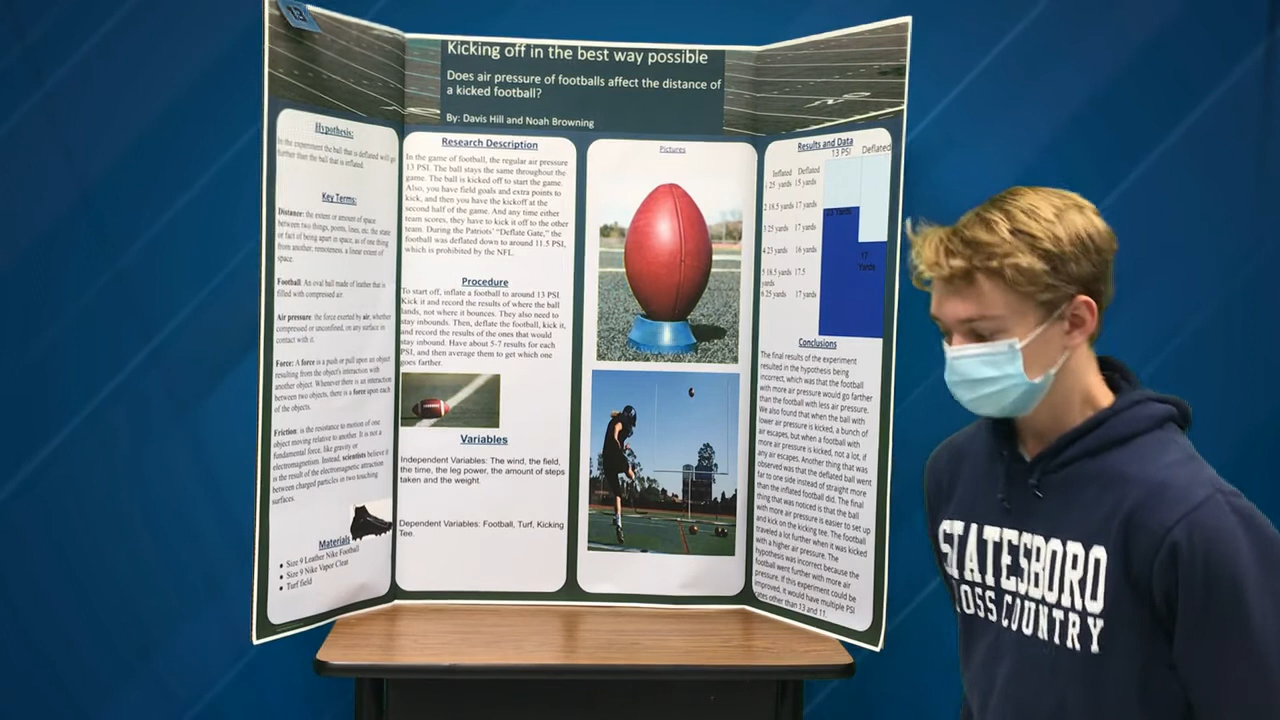 13
Kicking off in the best way possible
Does air pressure of footballs affect the distance of
a kicked football?
By: Davis Hill and Noah Browning
Hypothesis:
In the experiment the ball that is deflated will go
further than the ball that is inflated.
Key Terms:
Distance: the extent or amount of space
between two things, points, lines, etc. the state
or fact of being apart in space, as of one thing
from another; remoteness. a linear extent of
space.
Football: An oval ball made of leather that is
filled with compressed air.
Air pressure: the force exerted by air, whether
compressed or unconfined, on any surface in
contact with it.
Force: A force is a push or pull upon an object
resulting from the object's interaction with
another object. Whenever there is an interaction
between two objects, there is a force upon each
of the objects.
Friction: is the resistance to motion of one
object moving relative to another. It is not a
fundamental force, like gravity or
electromagnetism. Instead, scientists believe it
is the result of the electromagnetic attraction
between charged particles in two touching
surfaces.
Materials
• Size 9 Leather Nike Football
• Size 9 Nike Vapor Cleat
• Turf field
Research Description
In the game of football, the regular air pressure
13 PSI. The ball stays the same throughout the
game. The ball is kicked off to start the game.
Also, you have field goals and extra points to
kick, and then you have the kickoff at the
second half of the game. And any time either
team scores, they have to kick it off to the other
team. During the Patriots' "Deflate Gate," the
football was deflated down to around 11.5 PSI,
which is prohibited by the NFL.
Procedure
To start off, inflate a football to around 13 PSI.
Kick it and record the results of where the ball
lands, not where it bounces. They also need to
stay inbounds. Then, deflate the football, kick it,
and record the results of the ones that would
stay inbound. Have about 5-7 results for each
PSI, and then average them to get which one
goes farther.
Variables
Independent Variables: The wind, the field,
the time, the leg power, the amount of steps
taken and the weight.
Dependent Variables: Football, Turf, Kicking
Tee.
Pictures
Results and Data
13 PSI Deflated
Inflated Deflated
1 25 yards 15 yards
2 18.5 yards 17 yards
3 25 yards 17 yards
4 23 yards 16 yards
5 18.5 yards 17.5
yards
6 25 yards 17 yards
Yards
17
Yards
Conclusions
The final results of the experiment
resulted in the hypothesis being
incorrect, which was that the football
with more air pressure would go farther
than the football with less air pressure.
We also found that when the ball with
lower air pressure is kicked, a bunch of
air escapes, but when a football with
more air pressure is kicked, not a lot, if
any air escapes. Another thing that was
observed was that the deflated ball went
far to one side instead of straight more
than the inflated football did. The final
thing that was noticed is that the ball
with more air pressure is easier to set up
and kick on the kicking tee. The football
traveled a lot further when it was kicked
with a higher air pressure. The
hypothesis was incorrect because the
football went further with more air
pressure. If this experiment could be
improved, it would have multiple PSI
rates other than 13 and 11.
STATESBORO
OSS COUNTRY